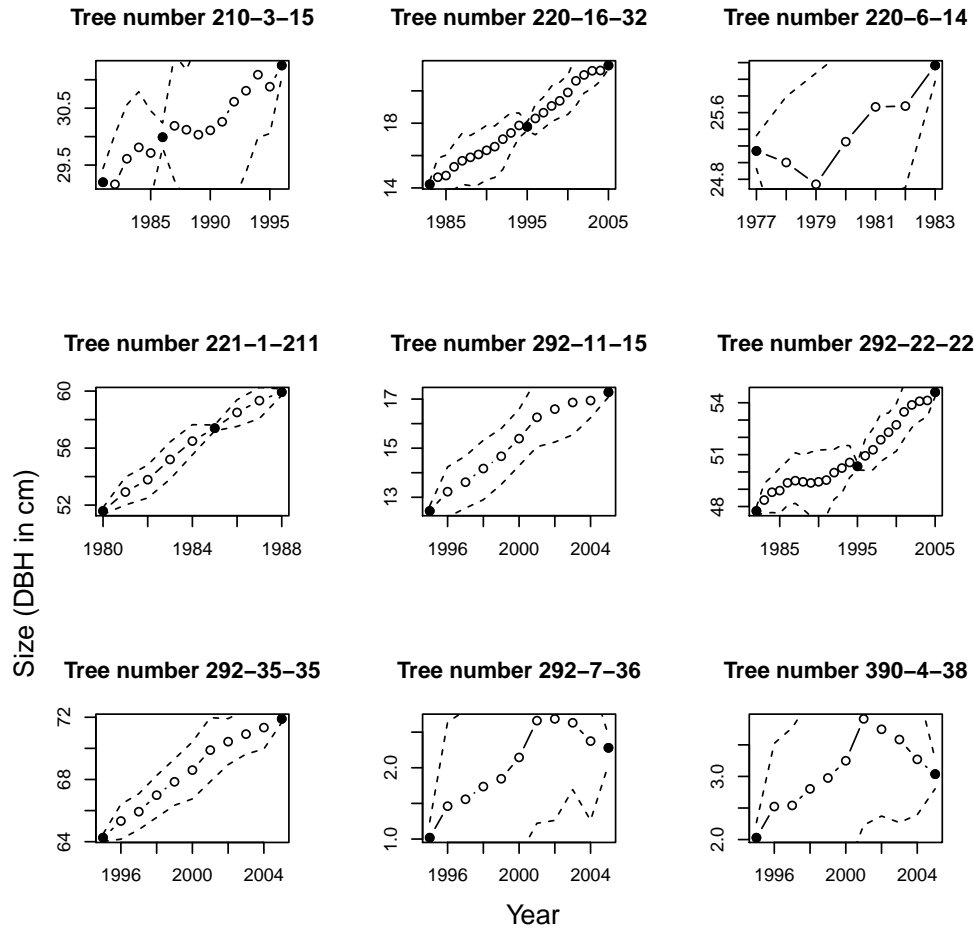 Tree number 210−3−15
Tree number 220−16−32
Tree number 220−6−14
29.5 30.5
1985 1990 1995
14 18
1985 1995 2005
24.8 25.6
1977 1979 1981 1983
Tree number 221−1−211
Tree number 292−11−15
Tree number 292−22−22
52 56 60
1980 1984 1988
13 15 17
1996 2000 2004
48 51 54
1985 1995 2005
Tree number 292−35−35
Tree number 292−7−36
Tree number 390−4−38
64 68 72
1996 2000 2004
1.0 2.0
1996 2000 2004
2.0 3.0
1996 2000 2004
Size (DBH in cm)
Year